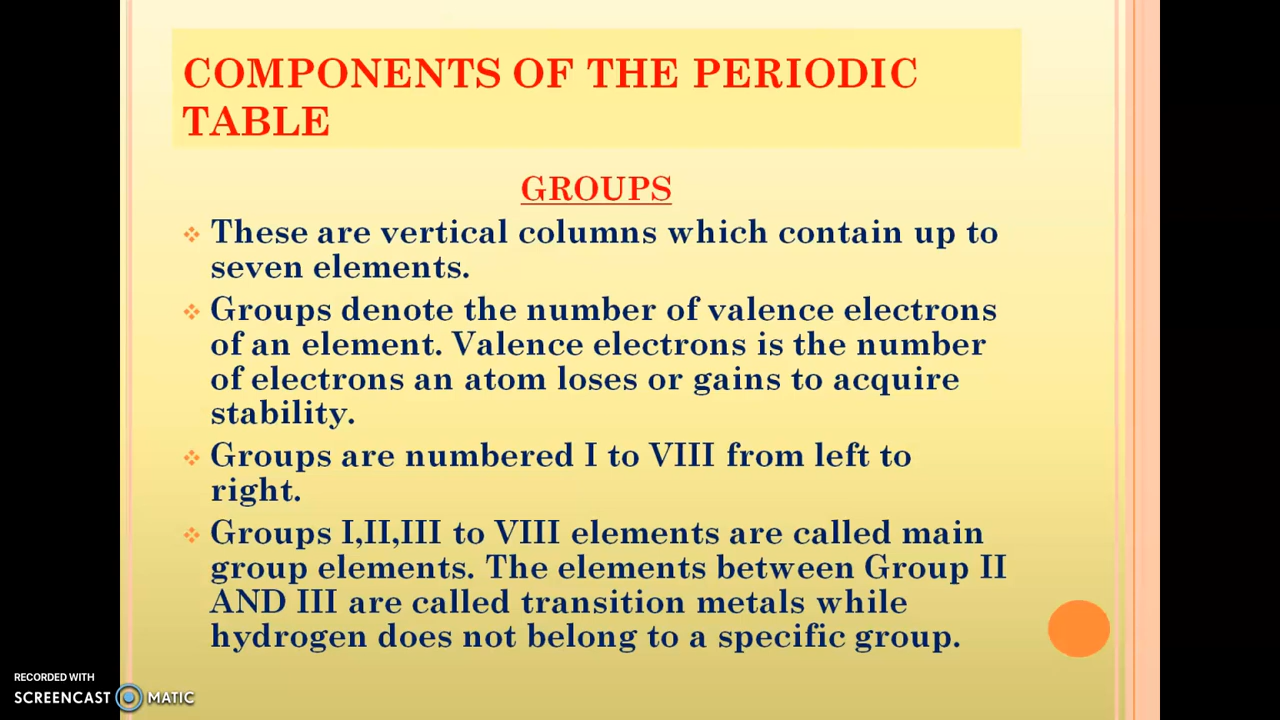 COMPONENTS OF THE PERIODIC
TABLE
GROUPS
These are vertical columns which contain up to
seven elements.
Groups denote the number of valence electrons
of an element. Valence electrons is the number
of electrons an atom loses or gains to acquire
stability.
Groups are numbered I to VIII from left to
right.
Groups I,II,III to VIII elements are called main
group elements. The elements between Group II
AND III are called transition metals while
hydrogen does not belong to a specific group.
RECORDED WITH
SCREENCAST MATIC